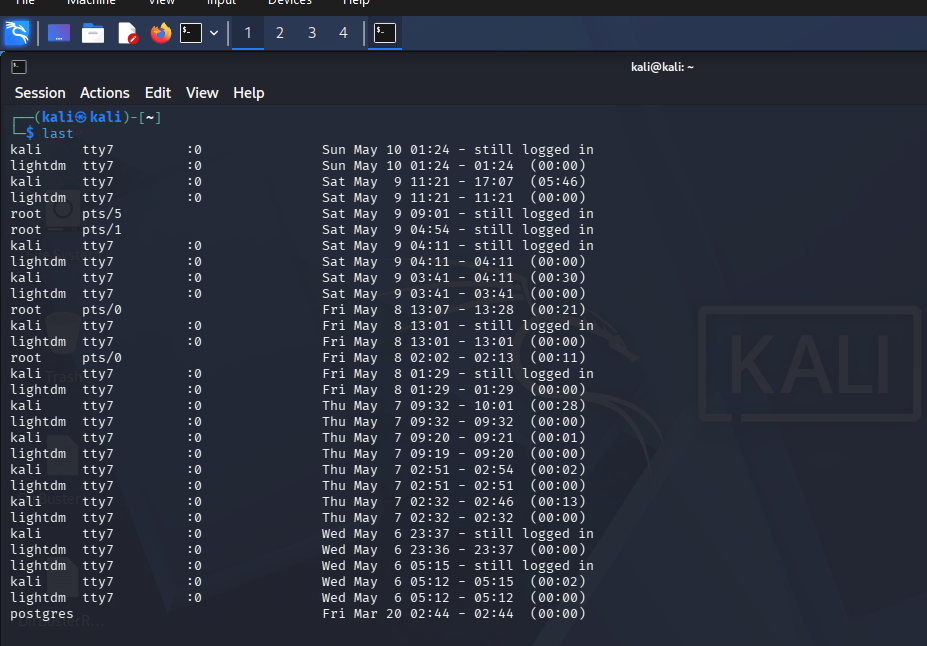 File Machine View Input Devices Help
1 2 3 4
kali@kali: ~
Session Actions Edit View Help
┌──(kali㉿kali)-[~]
└─$ last
kali     tty7         :0               Sun May 10 01:24 - still logged in
lightdm  tty7         :0               Sun May 10 01:24 - 01:24  (00:00)
kali     tty7         :0               Sat May  9 11:21 - 17:07  (05:46)
lightdm  tty7         :0               Sat May  9 11:21 - 11:21  (00:00)
root     pts/5                         Sat May  9 09:01 - still logged in
root     pts/1                         Sat May  9 04:54 - still logged in
kali     tty7         :0               Sat May  9 04:11 - still logged in
lightdm  tty7         :0               Sat May  9 04:11 - 04:11  (00:00)
kali     tty7         :0               Sat May  9 03:41 - 04:11  (00:30)
lightdm  tty7         :0               Sat May  9 03:41 - 03:41  (00:00)
root     pts/0                         Fri May  8 13:07 - 13:28  (00:21)
kali     tty7         :0               Fri May  8 13:01 - still logged in
lightdm  tty7         :0               Fri May  8 13:01 - 13:01  (00:00)
root     pts/0                         Fri May  8 02:02 - 02:13  (00:11)
kali     tty7         :0               Fri May  8 01:29 - still logged in
lightdm  tty7         :0               Fri May  8 01:29 - 01:29  (00:00)
kali     tty7         :0               Thu May  7 09:32 - 10:01  (00:28)
lightdm  tty7         :0               Thu May  7 09:32 - 09:32  (00:00)
kali     tty7         :0               Thu May  7 09:20 - 09:21  (00:01)
lightdm  tty7         :0               Thu May  7 09:19 - 09:20  (00:00)
kali     tty7         :0               Thu May  7 02:51 - 02:54  (00:02)
lightdm  tty7         :0               Thu May  7 02:51 - 02:51  (00:00)
kali     tty7         :0               Thu May  7 02:32 - 02:46  (00:13)
lightdm  tty7         :0               Thu May  7 02:32 - 02:32  (00:00)
kali     tty7         :0               Wed May  6 23:37 - still logged in
lightdm  tty7         :0               Wed May  6 23:36 - 23:37  (00:00)
lightdm  tty7         :0               Wed May  6 05:15 - still logged in
kali     tty7         :0               Wed May  6 05:12 - 05:15  (00:02)
lightdm  tty7         :0               Wed May  6 05:12 - 05:12  (00:00)
postgres                               Fri Mar 20 02:44 - 02:44  (00:00)
KALI
Trash